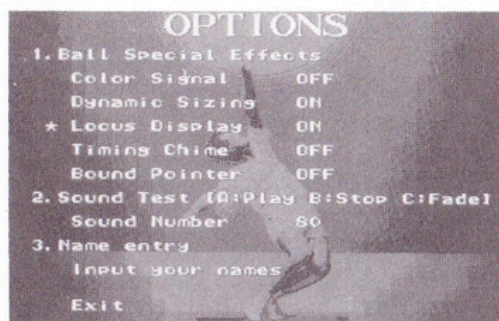 OPTIONS
1. Ball Special Effects
Color Signal OFF
Dynamic Sizing ON
* Locus Display ON
Timing Chime OFF
Bound Pointer OFF
2. Sound Test [A:Play B:Stop C:Fade]
Sound Number 80
3. Name entry
Input your names
Exit